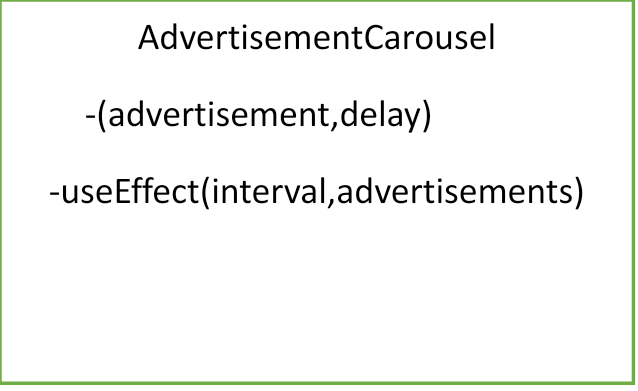 AdvertisementCarousel
-(advertisement,delay)
-useEffect(interval,advertisements)